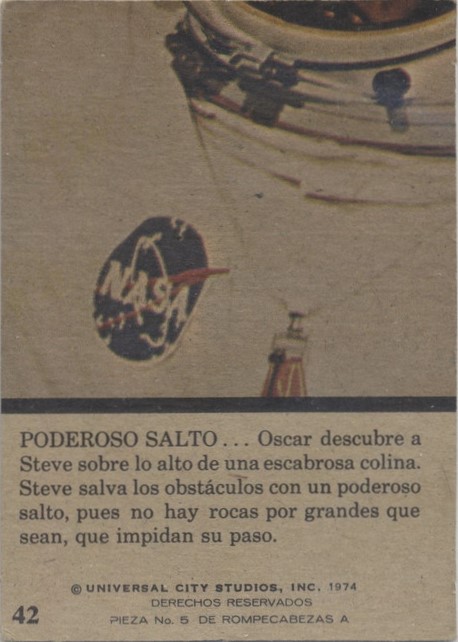 NASA
PODEROSO SALTO... Oscar descubre a
Steve sobre lo alto de una escabrosa colina.
Steve salva los obstáculos con un poderoso
salto, pues no hay rocas por grandes que
sean, que impidan su paso.
© UNIVERSAL CITY STUDIOS, INC. 1974
DERECHOS RESERVADOS
42
PIEZA No. 5 DE ROMPECABEZAS A